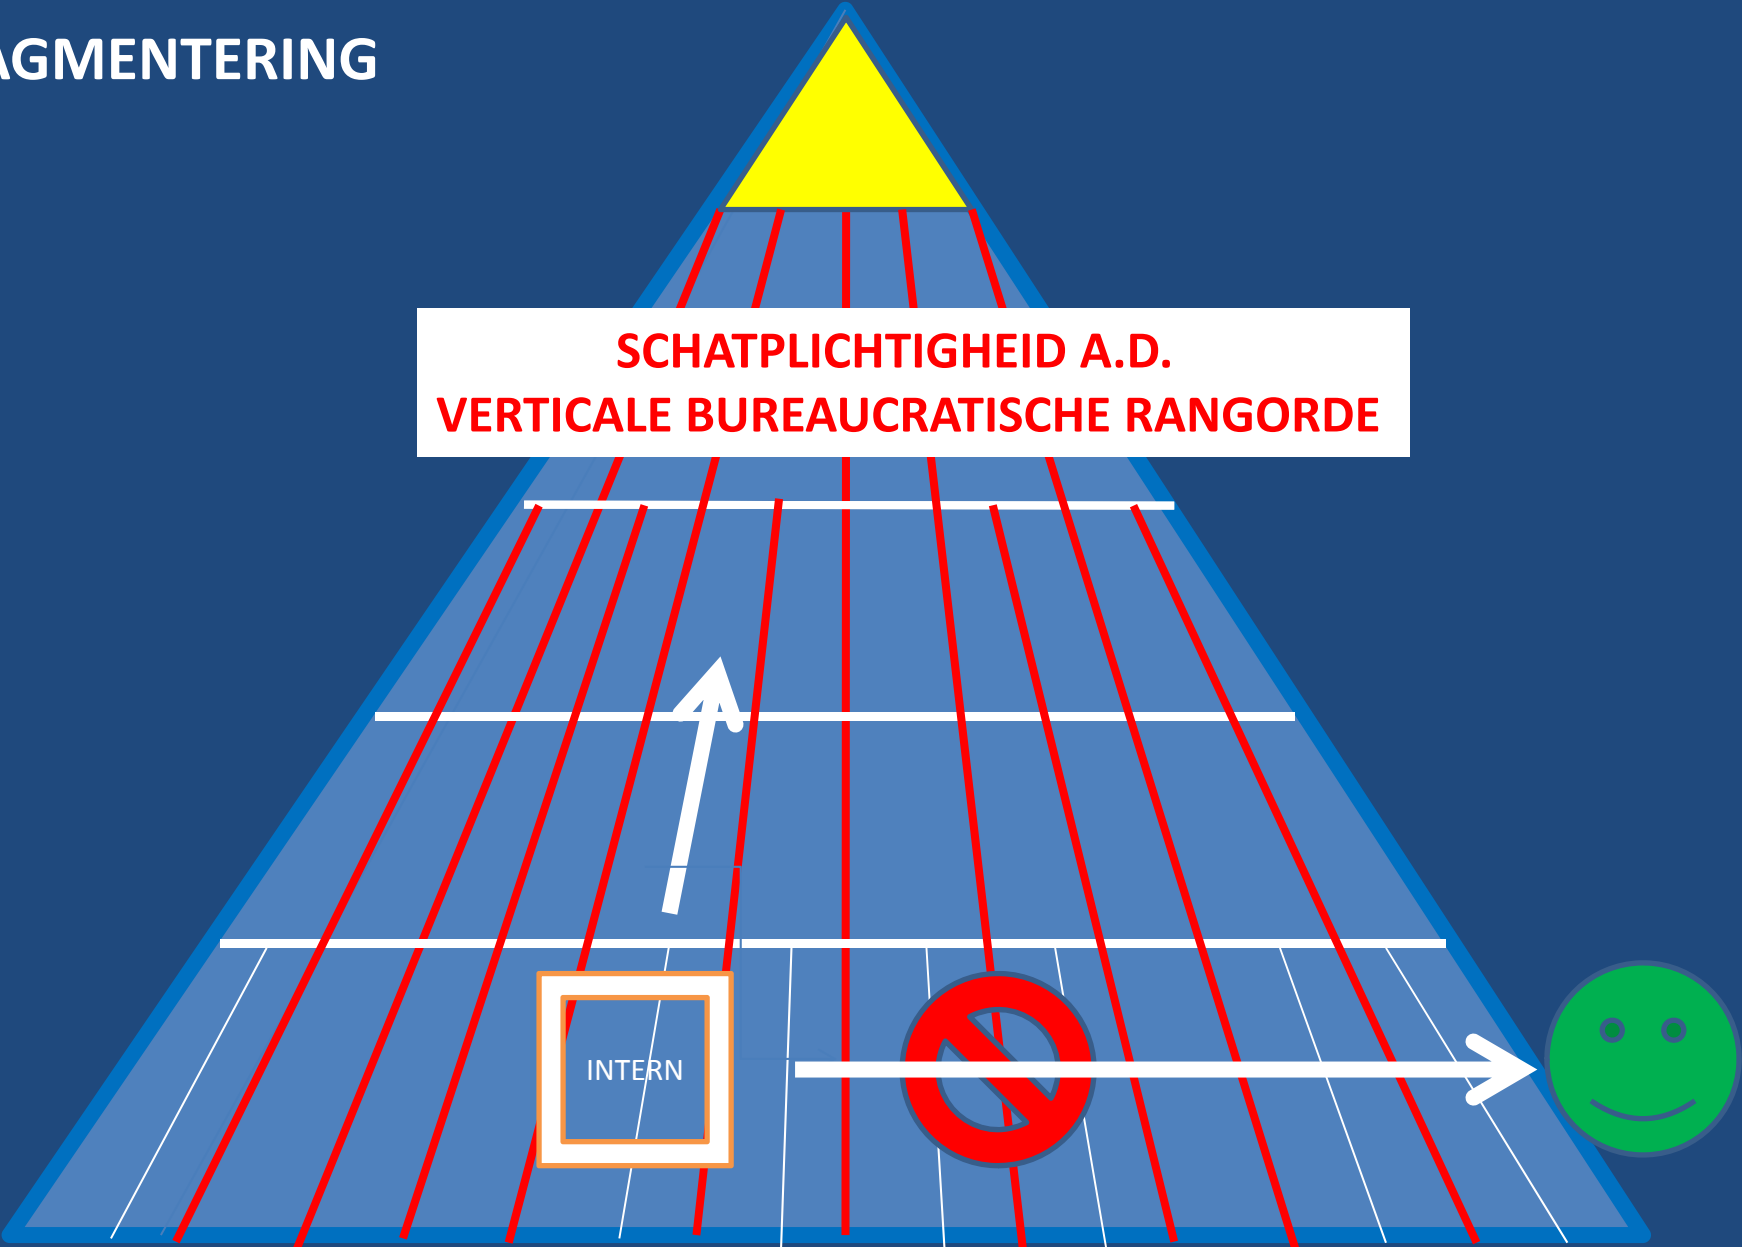 AGMENTERING
SCHATPLICHTIGHEID A.D.
VERTICALE BUREAUCRATISCHE RANGORDE
INTERN